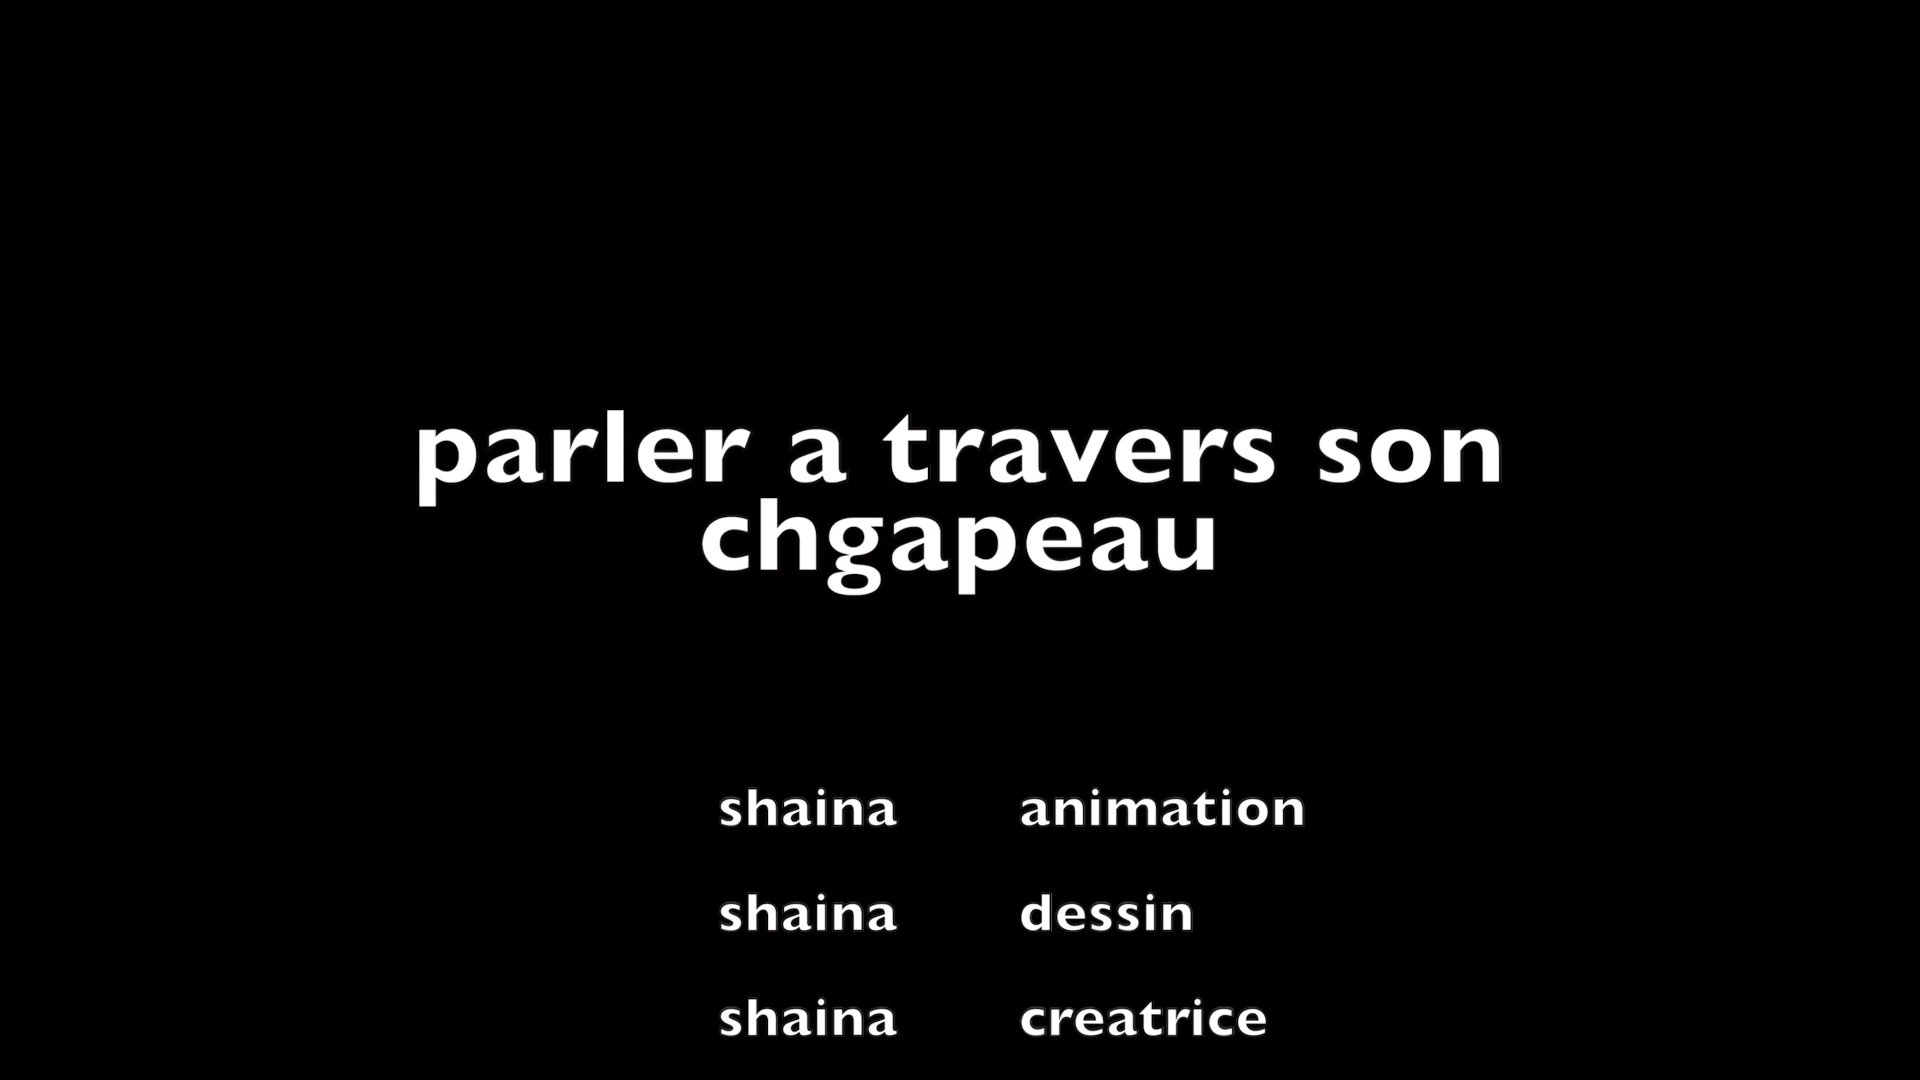 parler a travers son
chgapeau
shaina animation
shaina dessin
shaina creatrice